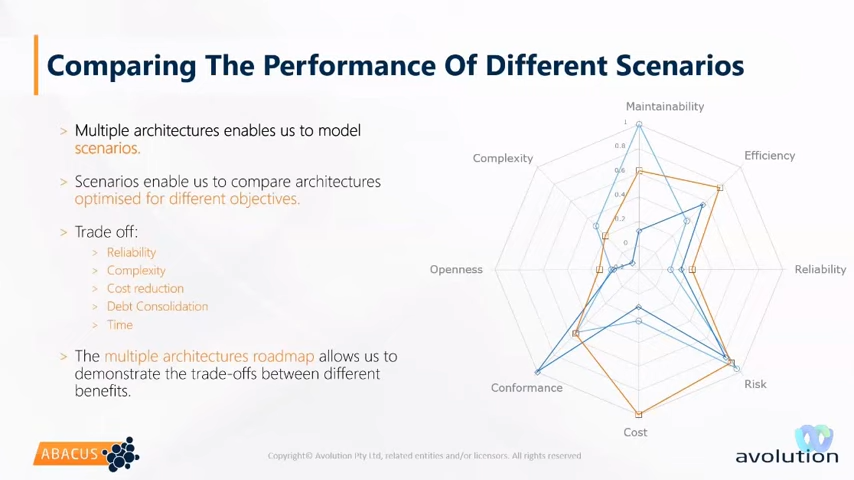 Comparing The Performance Of Different Scenarios
> Multiple architectures enables us to model
scenarios.
> Scenarios enable us to compare architectures
optimised for different objectives.
> Trade off:
> Reliability
> Complexity
> Cost reduction
> Debt Consolidation
> Time
> The multiple architectures roadmap allows us to
demonstrate the trade-offs between different
benefits.
Maintainability
Efficiency
Reliability
Risk
Cost
Conformance
Openness
Complexity
1
0.8
0.6
0.4
0.2
0
ABACUS
Copyright© Avolution Pty Ltd, related entities and/or licensors. All rights reserved
avolution